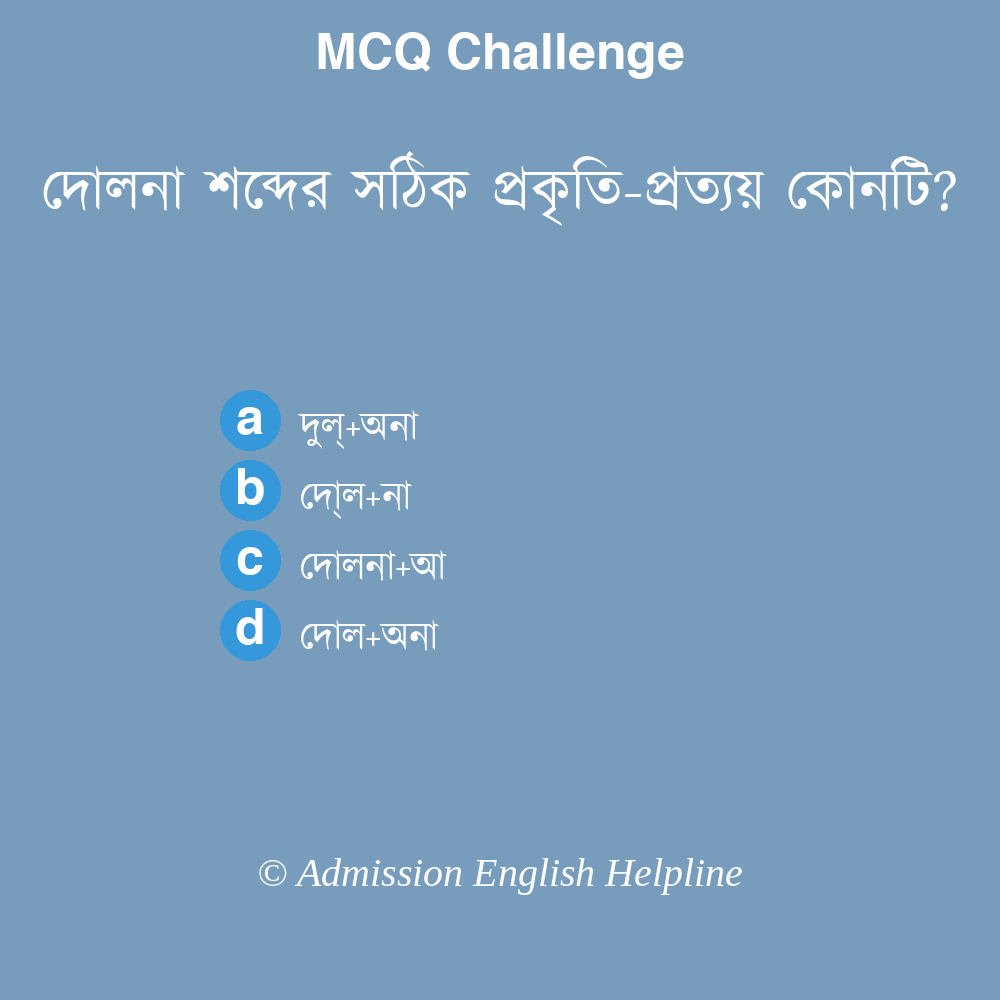 MCQ Challenge
দোলনা শব্দের সঠিক প্রকৃতি-প্রত্যয় কোনটি?
a দুল্+অনা
b দো্ল+না
c দোলনা+আ
d দোল+অনা
© Admission English Helpline